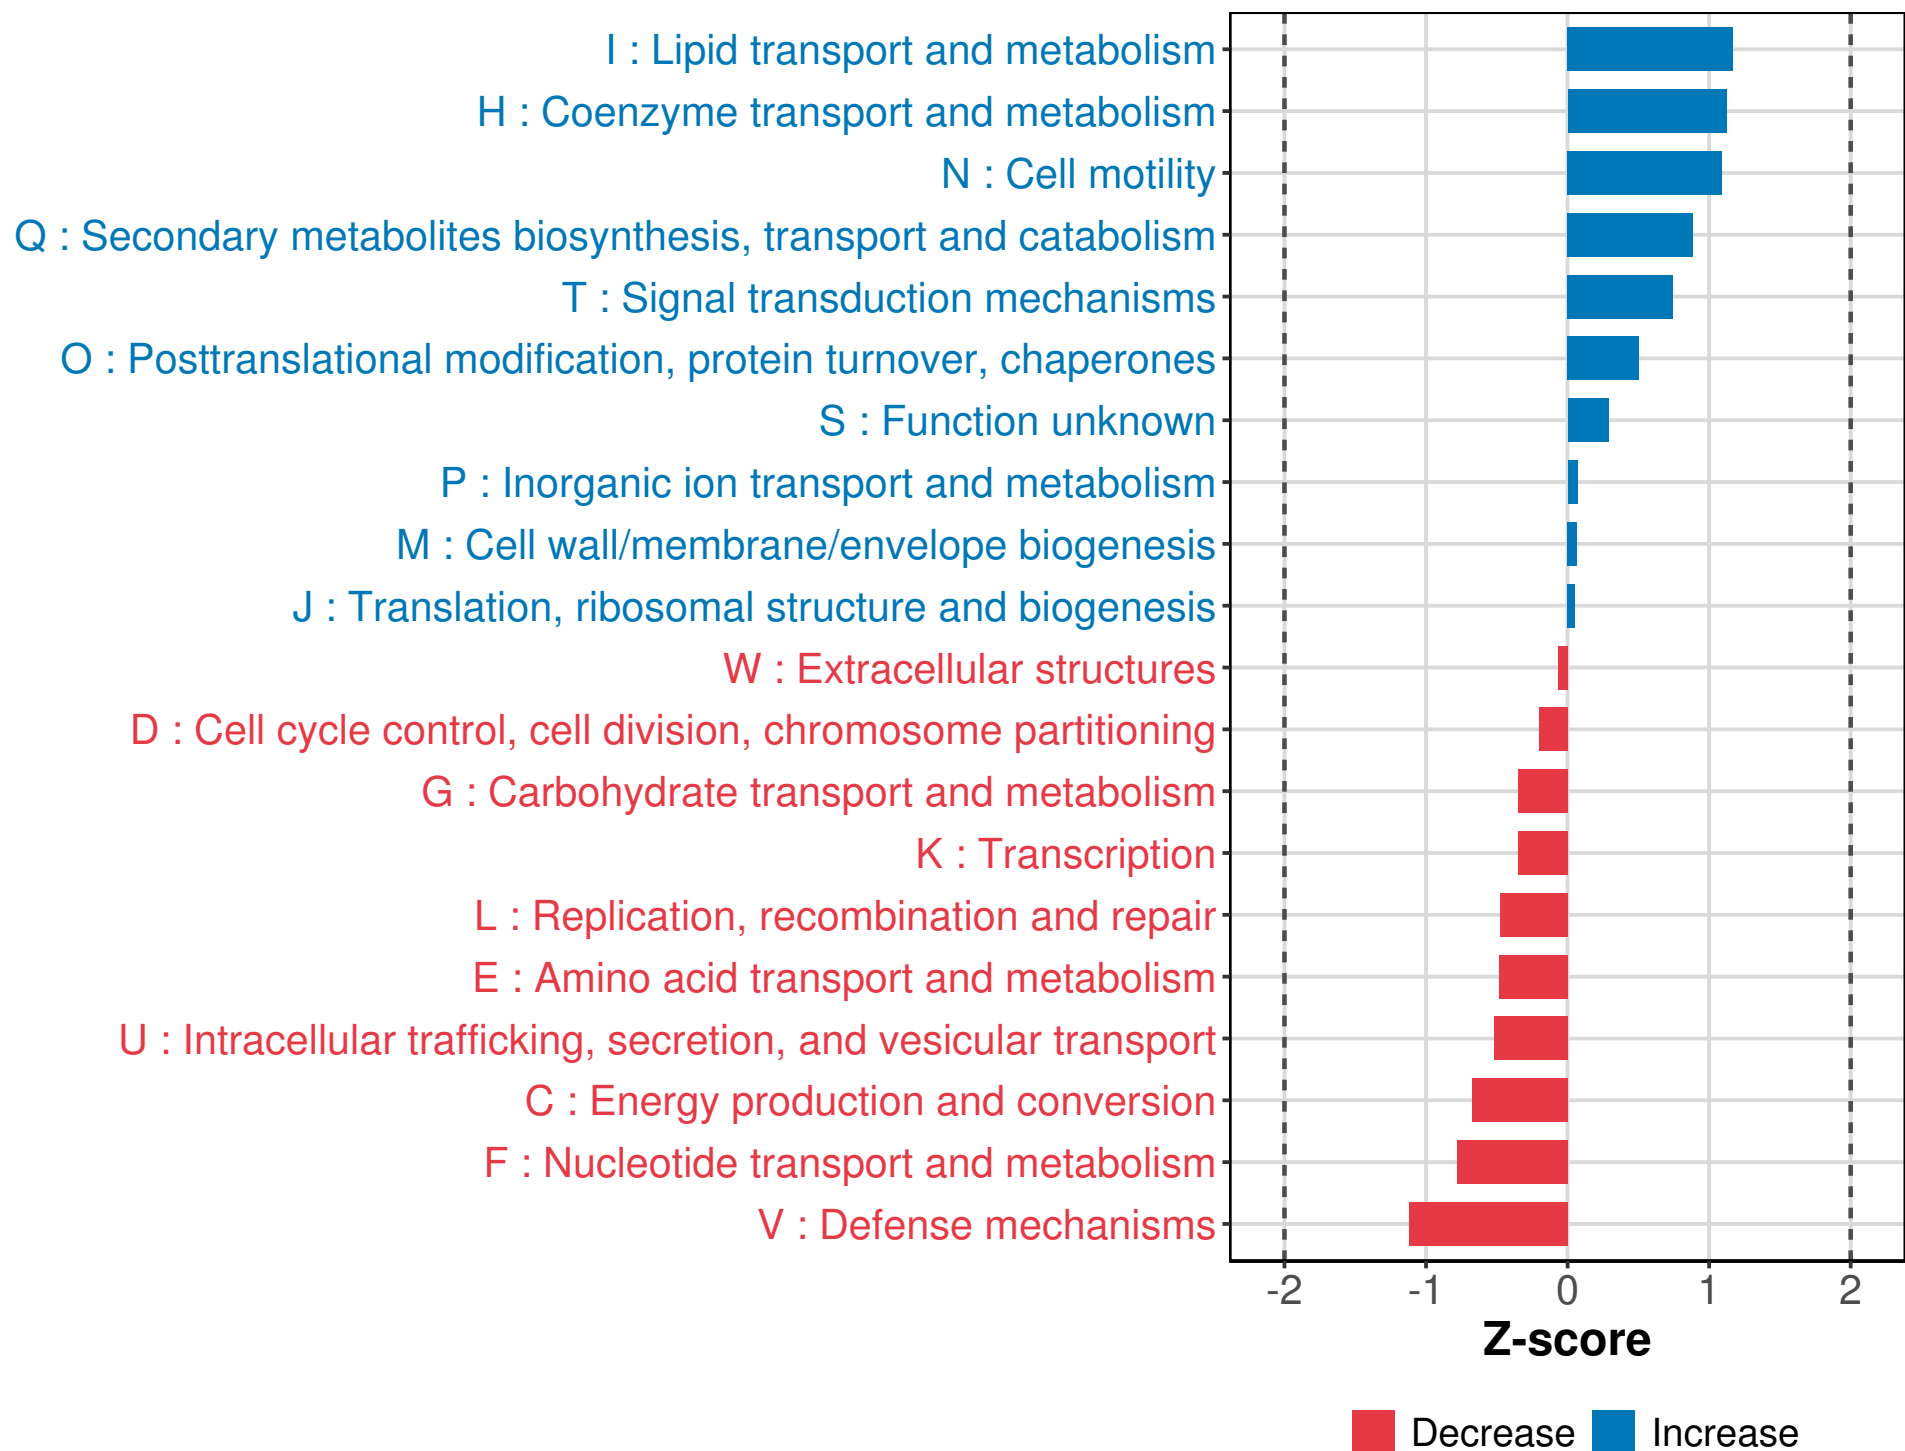 I : Lipid transport and metabolism
H : Coenzyme transport and metabolism
N : Cell motility
Q : Secondary metabolites biosynthesis, transport and catabolism
T : Signal transduction mechanisms
O : Posttranslational modification, protein turnover, chaperones
S : Function unknown
P : Inorganic ion transport and metabolism
M : Cell wall/membrane/envelope biogenesis
J : Translation, ribosomal structure and biogenesis
W : Extracellular structures
D : Cell cycle control, cell division, chromosome partitioning
G : Carbohydrate transport and metabolism
K : Transcription
L : Replication, recombination and repair
E : Amino acid transport and metabolism
U : Intracellular trafficking, secretion, and vesicular transport
C : Energy production and conversion
F : Nucleotide transport and metabolism
V : Defense mechanisms
-2 -1 0 1 2
Z-score
Decrease Increase